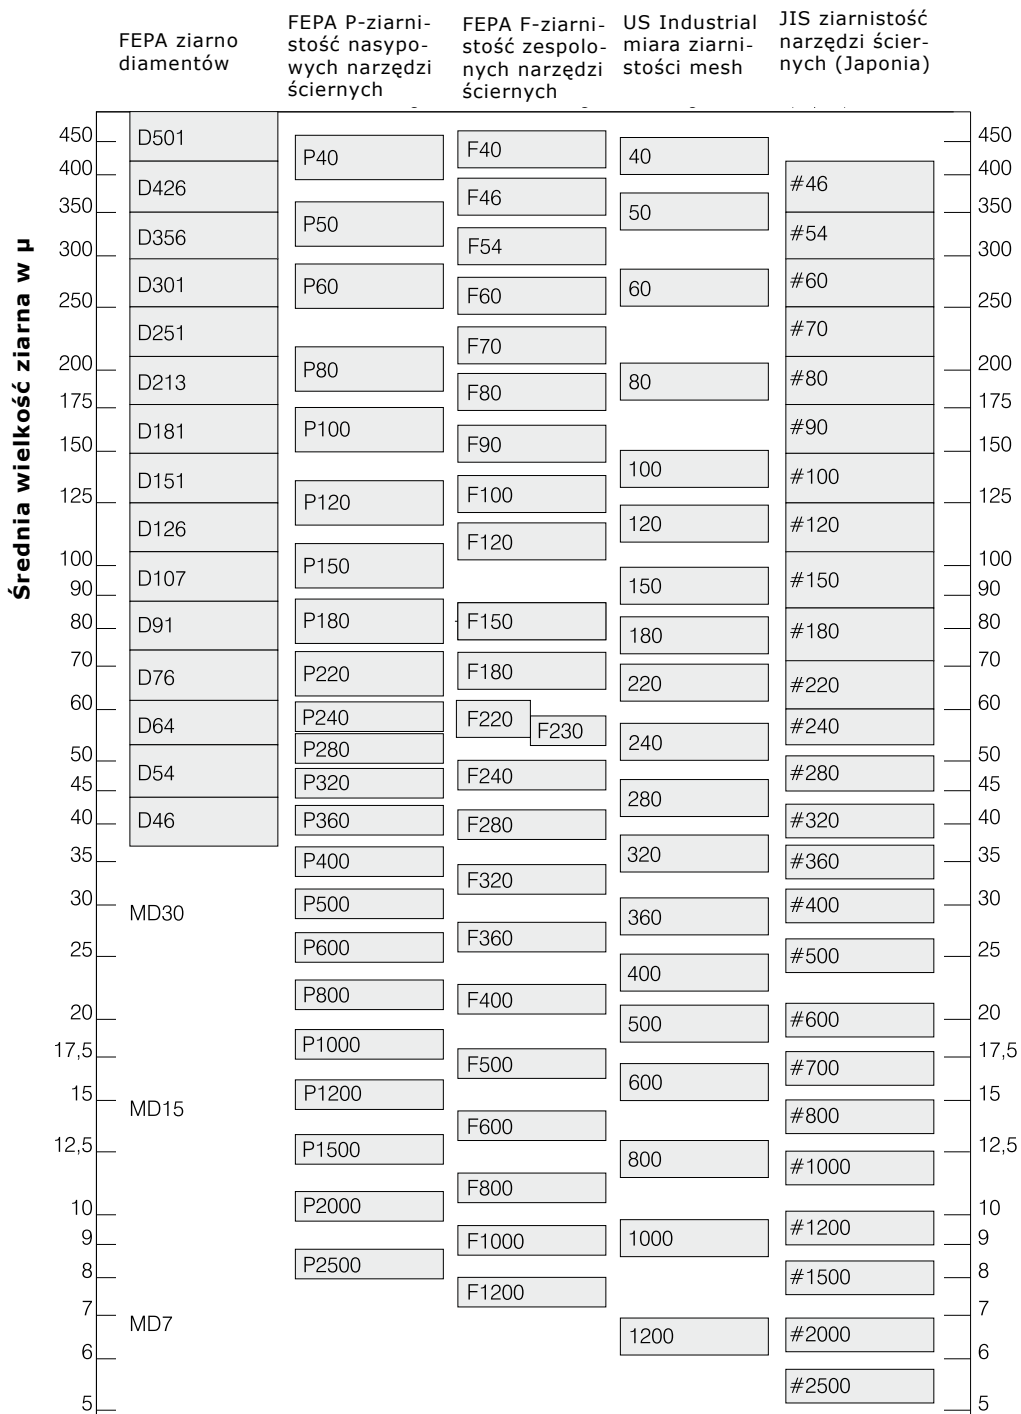 FEPA ziarno
diamentów
FEPA P-ziarni-
stość nasypo-
wych narzędzi
ściernych
FEPA F-ziarni-
stość zespolo-
nych narzędzi
ściernych
US Industrial
miara ziarni-
stości mesh
JIS ziarnistość
narzędzi ścier-
nych (Japonia)
Średnia wielkość ziarna w µ
450
400
350
300
250
200
175
150
125
100
90
80
70
60
50
45
40
35
30
25
20
17,5
15
12,5
10
9
8
7
6
5
D501
D426
D356
D301
D251
D213
D181
D151
D126
D107
D91
D76
D64
D54
D46
MD30
MD15
MD7
P40
P50
P60
P80
P100
P120
P150
P180
P220
P240
P280
P320
P360
P400
P500
P600
P800
P1000
P1200
P1500
P2000
P2500
F40
F46
F54
F60
F70
F80
F90
F100
F120
F150
F180
F220
F230
F240
F280
F320
F360
F400
F500
F600
F800
F1000
F1200
40
50
60
80
100
120
150
180
220
240
280
320
360
400
500
600
800
1000
1200
#46
#54
#60
#70
#80
#90
#100
#120
#150
#180
#220
#240
#280
#320
#360
#400
#500
#600
#700
#800
#1000
#1200
#1500
#2000
#2500
450
400
350
300
250
200
175
150
125
100
90
80
70
60
50
45
40
35
30
25
20
17,5
15
12,5
10
9
8
7
6
5